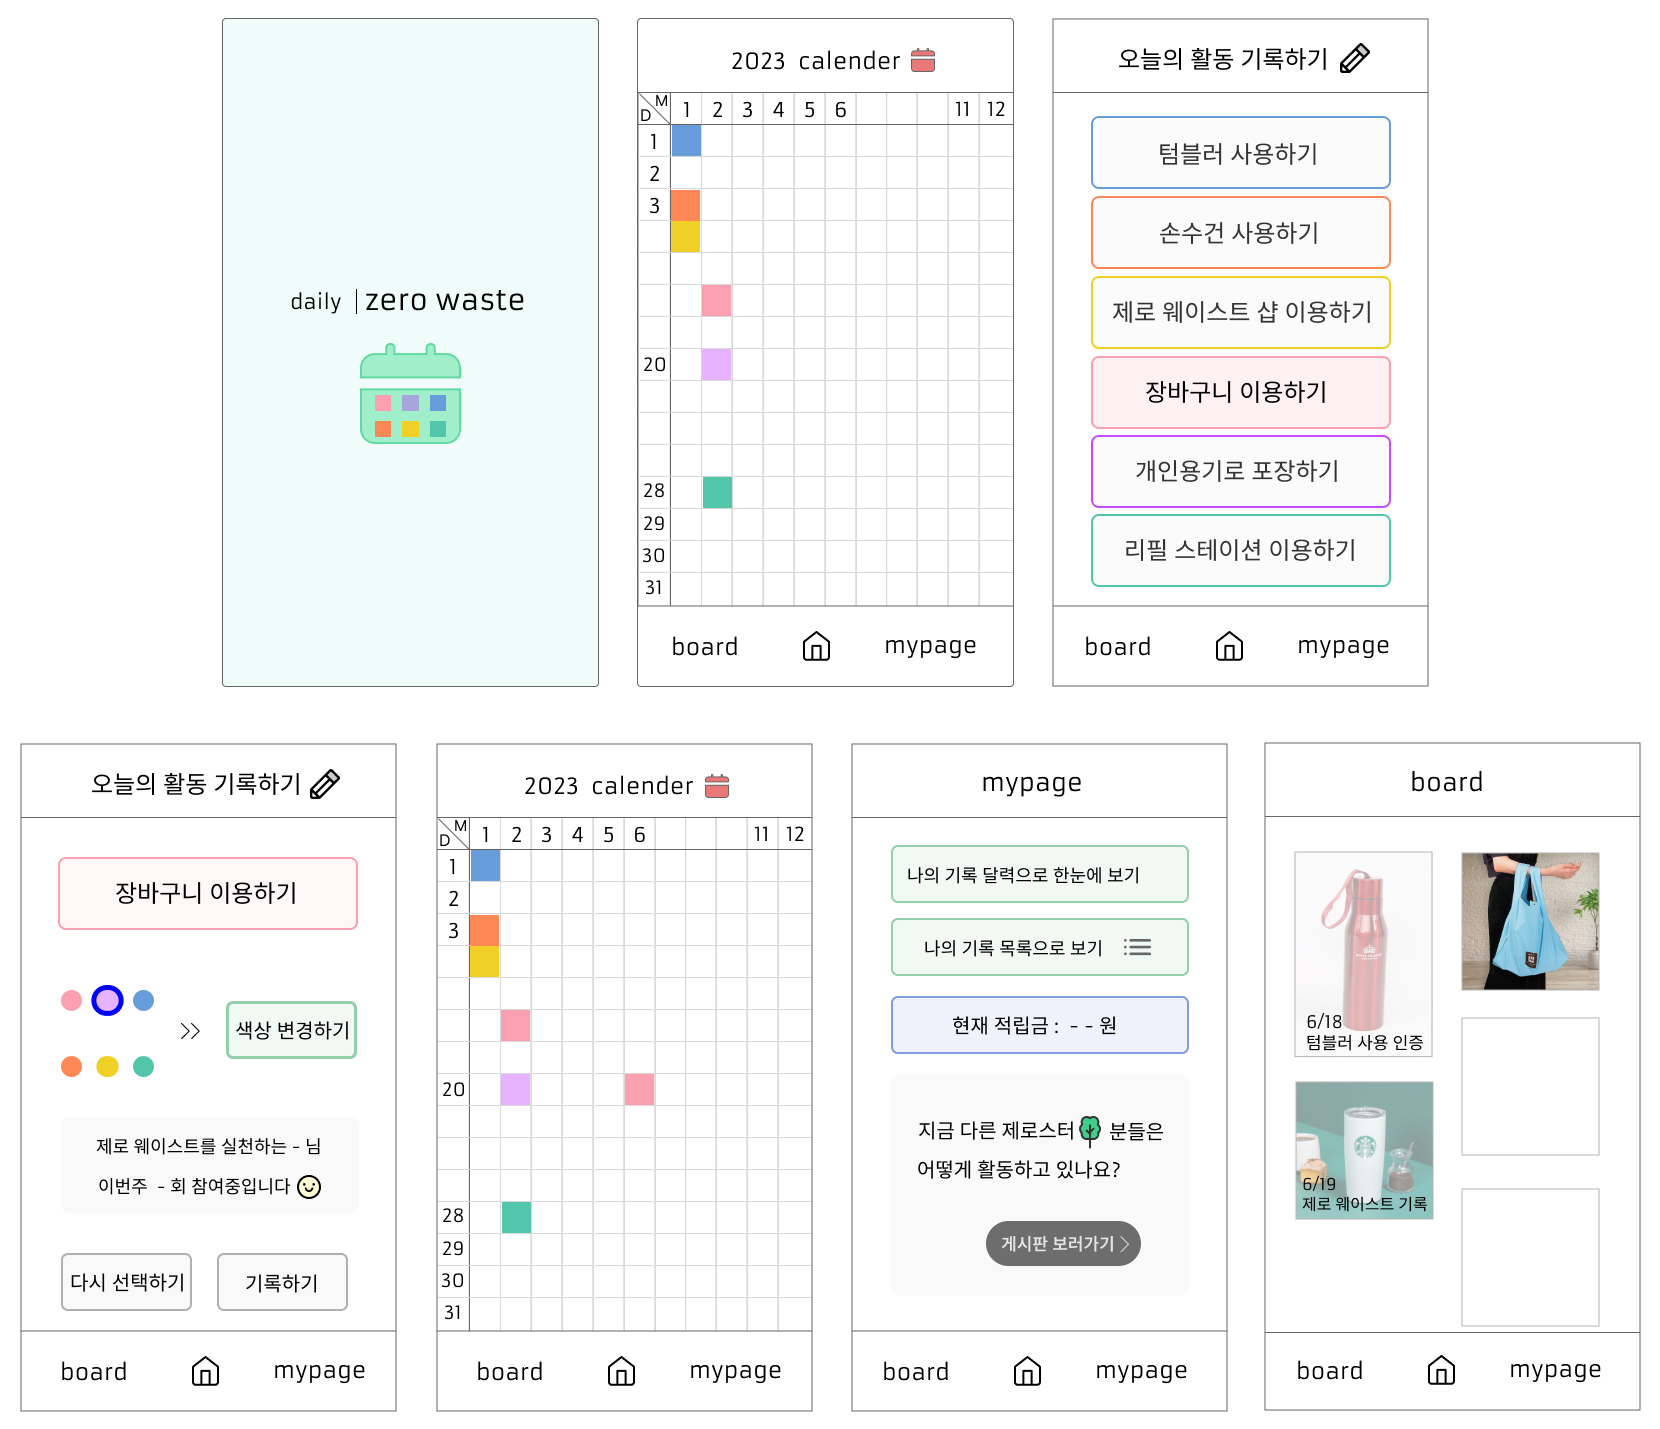 daily | zero waste
2023 calender
M
D
1 2 3 4 5 6 11 12
1
2
3
20
28
29
30
31
board mypage
오늘의 활동 기록하기
텀블러 사용하기
손수건 사용하기
제로 웨이스트 샵 이용하기
장바구니 이용하기
개인용기로 포장하기
리필 스테이션 이용하기
board mypage
오늘의 활동 기록하기
장바구니 이용하기
색상 변경하기
제로 웨이스트를 실천하는 - 님
이번주 - 회 참여중입니다
다시 선택하기 기록하기
board mypage
2023 calender
M
D
1 2 3 4 5 6 11 12
1
2
3
20
28
29
30
31
board mypage
mypage
나의 기록 달력으로 한눈에 보기
나의 기록 목록으로 보기
현재 적립금 : - - 원
지금 다른 제로스터 분들은
어떻게 활동하고 있나요?
게시판 보러가기 >
board mypage
board
6/18
텀블러 사용 인증
6/19
제로 웨이스트 기록
board mypage